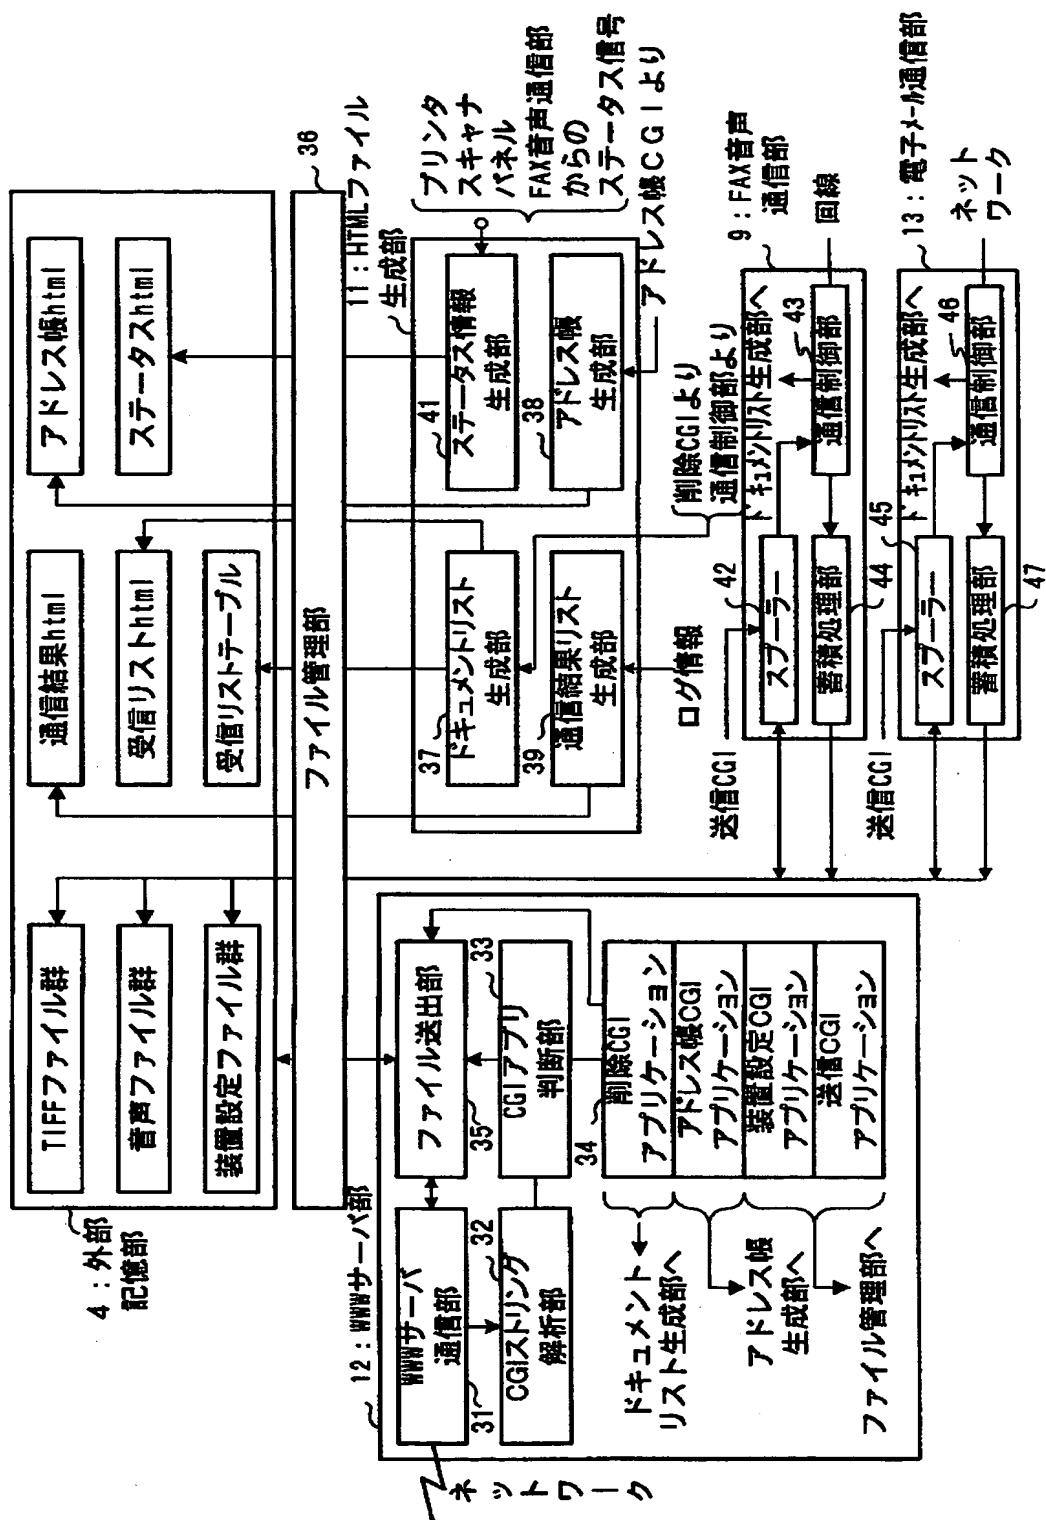 4：外部
記憶部
TIFFファイル群
音声ファイル群
装置設定ファイル群
通信結果html
受信リストhtml
受信リストテーブル
アドレス帳html
ステータスhtml
ファイル管理部
36
12：WWWサーバ部
WWWサーバ
通信部
31
CGIストリング
解析部
32
ファイル送出部
35
CGIアプリ
判断部
33
34
削除CGI
アプリケーション
アドレス帳CGI
アプリケーション
装置設定CGI
アプリケーション
送信CGI
アプリケーション
ドキュメント
リスト生成部へ
アドレス帳
生成部へ
ファイル管理部へ
ネットワーク
11：HTMLファイル
生成部
37
ドキュメントリスト
生成部
39
通信結果リスト
生成部
41
ステータス情報
生成部
38
アドレス帳
生成部
プリンタ
スキャナ
パネル
FAX音声通信部
からの
ステータス信号
アドレス帳CGIより
ログ情報
削除CGIより
通信制御部より
9：FAX音声
通信部
送信CGI
42
スプーラー
蓄積処理部
44
ドキュメントリスト生成部へ
43
通信制御部
回線
13：電子メール通信部
送信CGI
45
スプーラー
蓄積処理部
47
ドキュメントリスト生成部へ
46
通信制御部
ネット
ワーク